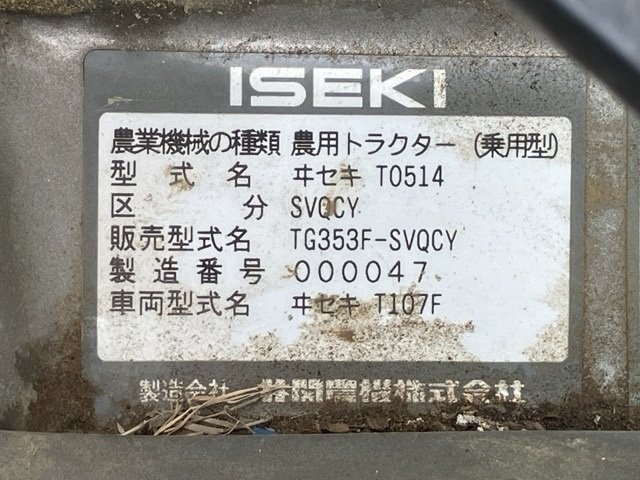 ISEKI
農業機械の種類 農用トラクター (乗用型)
型式名 ヰセキ T0514
区分 SVQCY
販売型式名 TG353F-SVQCY
製造番号 000047
車両型式名 ヰセキ T107F
製造会社 井関農機株式会社